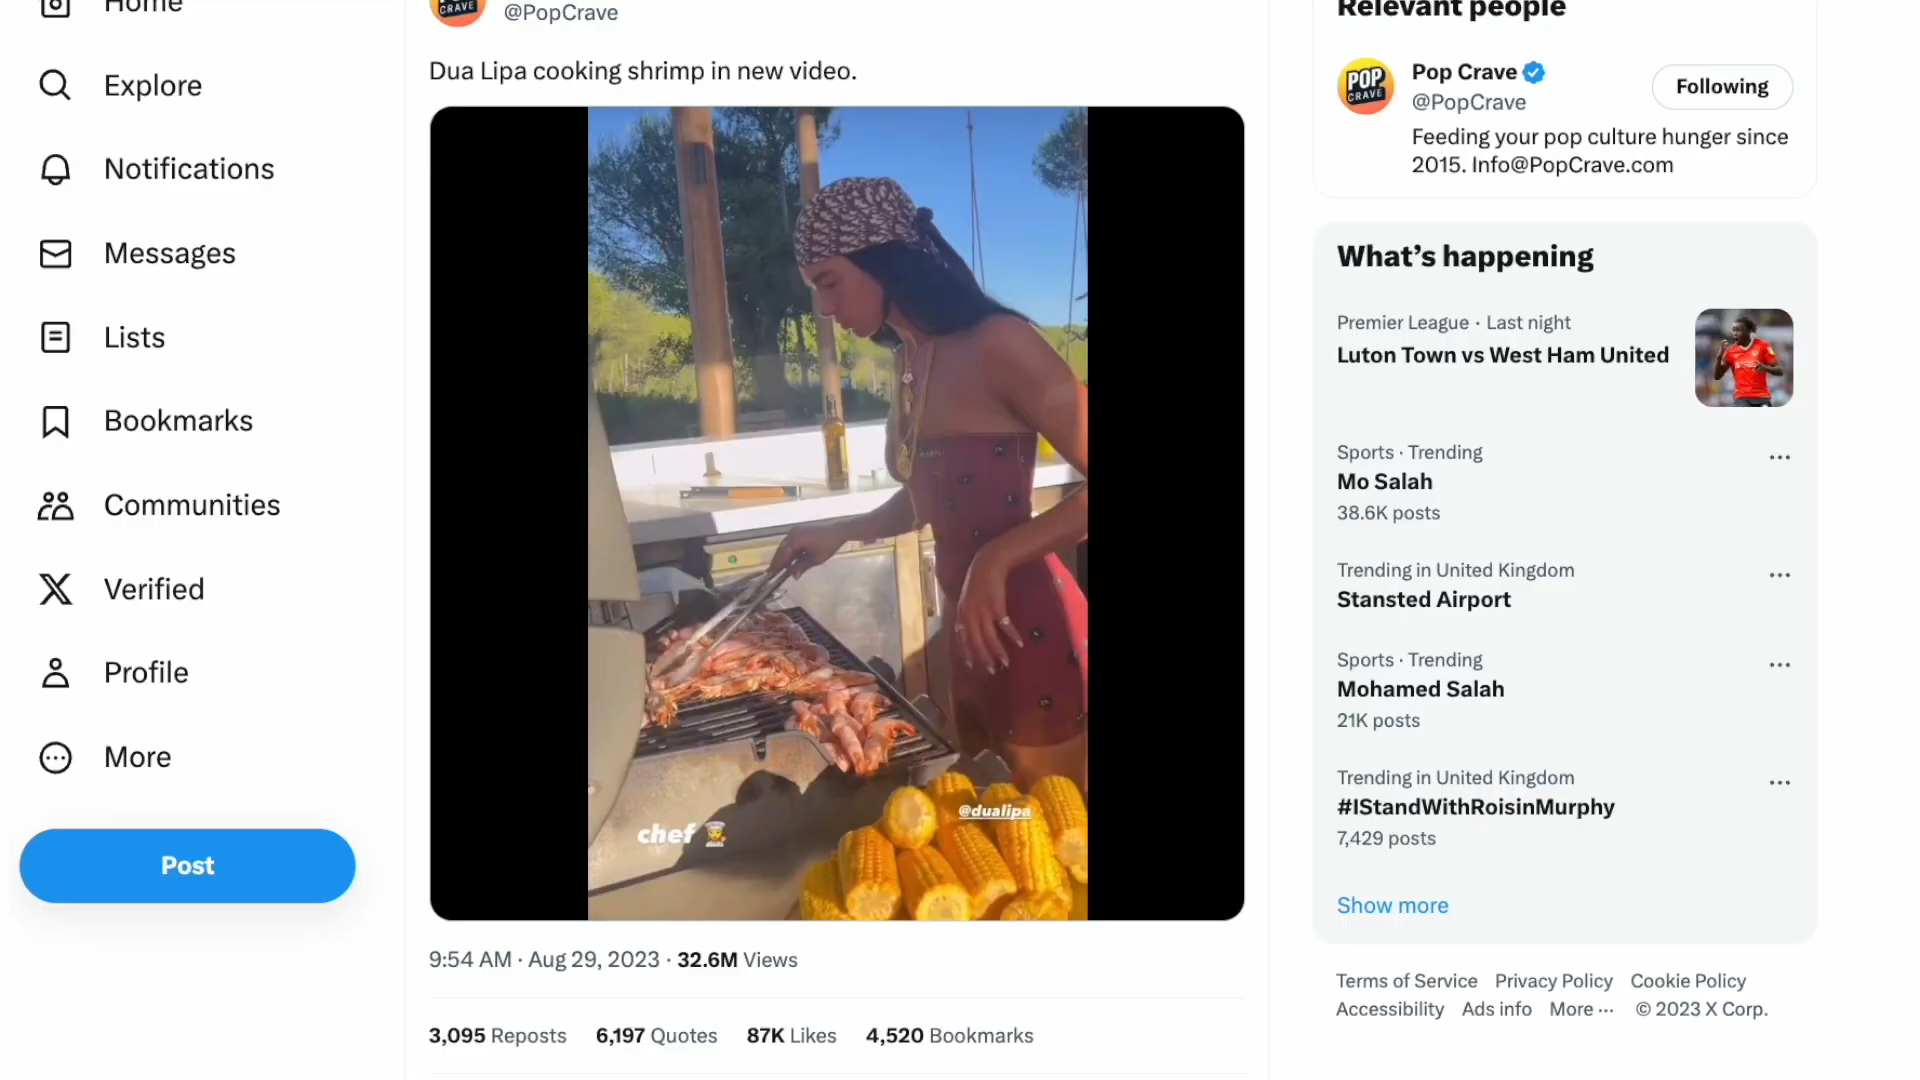 Home
Explore
Notifications
Messages
Lists
Bookmarks
Communities
Verified
Profile
More
Post
CRAVE
@PopCrave
Dua Lipa cooking shrimp in new video.
chef
@dualipa
9:54 AM · Aug 29, 2023 · 32.6M Views
3,095 Reposts 6,197 Quotes 87K Likes 4,520 Bookmarks
Relevant people
POP
CRAVE
Pop Crave
@PopCrave
Following
Feeding your pop culture hunger since
2015. Info@PopCrave.com
What’s happening
Premier League · Last night
Luton Town vs West Ham United
Sports · Trending
Mo Salah
38.6K posts
Trending in United Kingdom
Stansted Airport
Sports · Trending
Mohamed Salah
21K posts
Trending in United Kingdom
#IStandWithRoisinMurphy
7,429 posts
Show more
Terms of Service Privacy Policy Cookie Policy
Accessibility Ads info More ··· © 2023 X Corp.